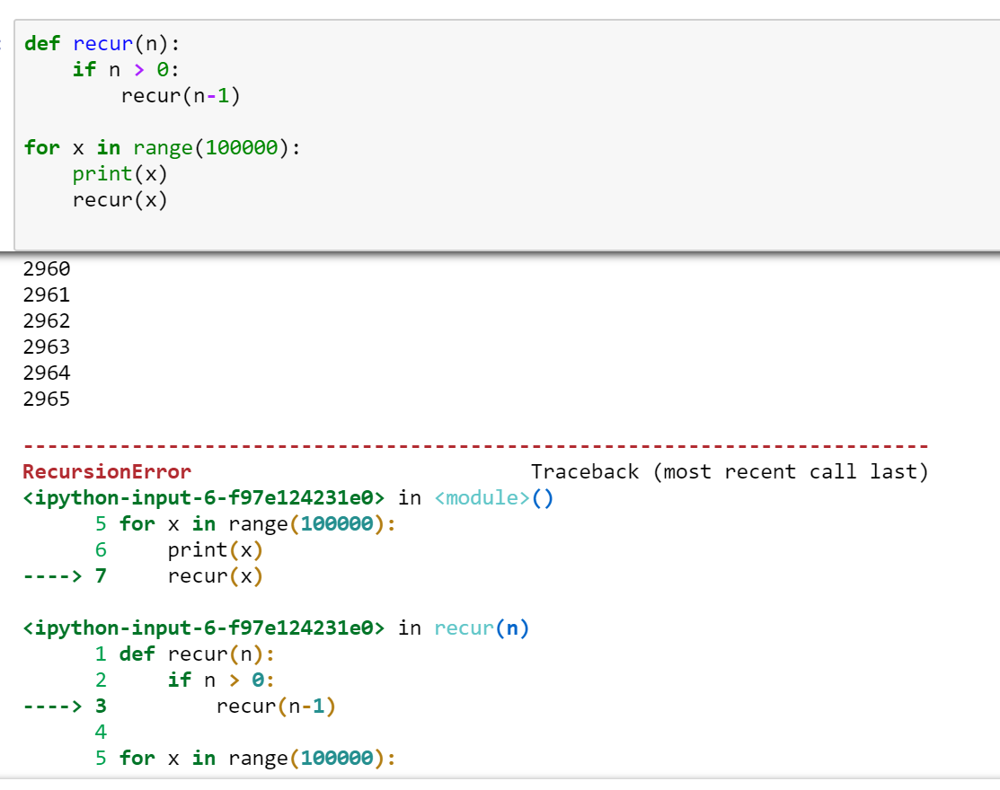 def recur(n):
    if n > 0:
        recur(n-1)

for x in range(100000):
    print(x)
    recur(x)

2960
2961
2962
2963
2964
2965

---------------------------------------------------------------------------
RecursionError                            Traceback (most recent call last)
<ipython-input-6-f97e124231e0> in <module>()
      5 for x in range(100000):
      6     print(x)
----> 7     recur(x)

<ipython-input-6-f97e124231e0> in recur(n)
      1 def recur(n):
      2     if n > 0:
----> 3         recur(n-1)
      4
      5 for x in range(100000):